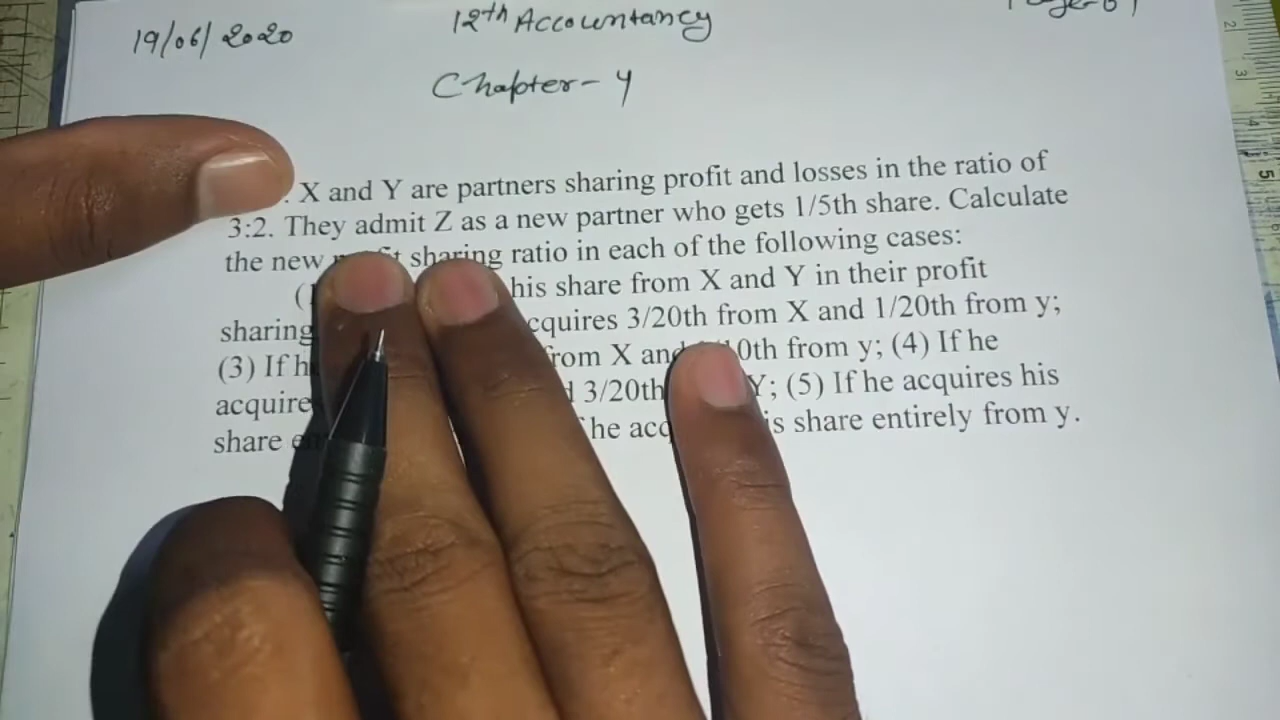 19/06/2020
12th Accountancy
Chapter-4
. X and Y are partners sharing profit and losses in the ratio of
3:2. They admit Z as a new partner who gets 1/5th share. Calculate
the new sharing ratio in each of the following cases:
his share from X and Y in their profit
sharing cquires 3/20th from X and 1/20th from y;
(3) If h from X and 10th from y; (4) If he
acquire 3/20th Y; (5) If he acquires his
share he acq is share entirely from y.
2
3
4
5